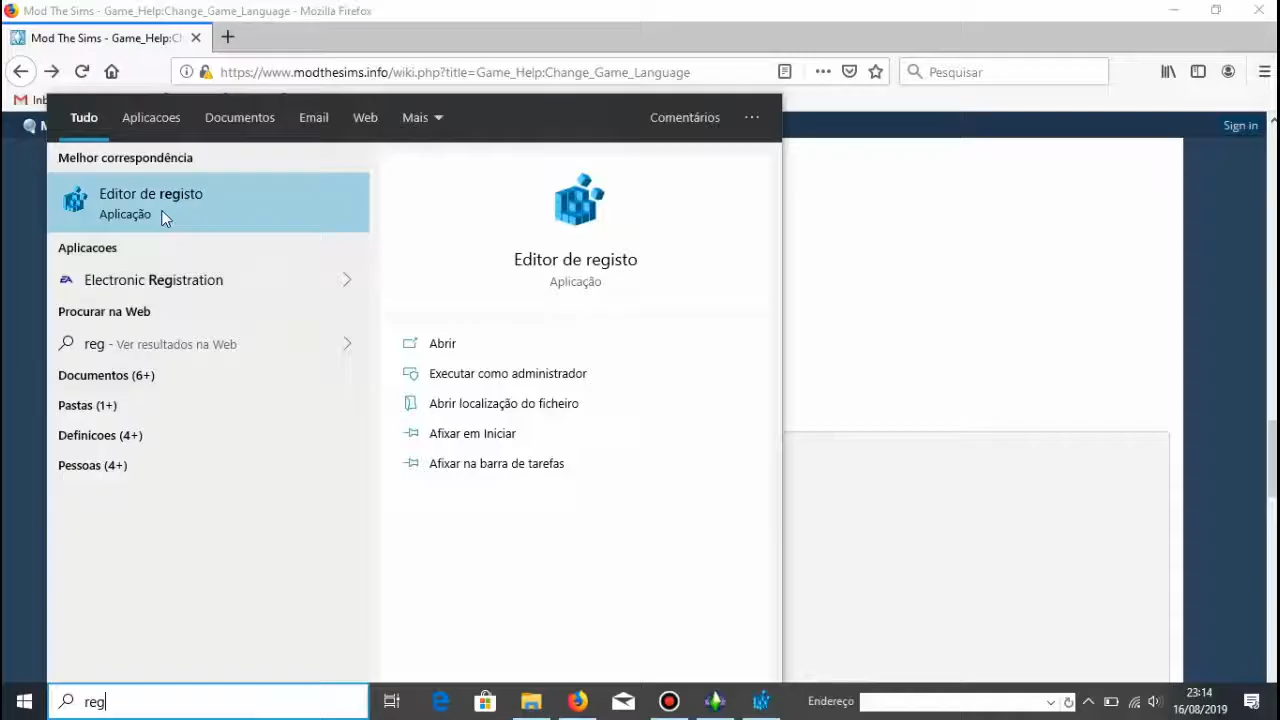 Mod The Sims - Game_Help:Change_Game_Language - Mozilla Firefox
Mod The Sims - Game_Help:Ch
https://www.modthesims.info/wiki.php?title=Game_Help:Change_Game_Language
Pesquisar
Inb
Sign in
Tudo
Aplicacoes
Documentos
Email
Web
Mais
Comentários
Melhor correspondência
Editor de registo
Aplicação
Aplicacoes
Electronic Registration
Procurar na Web
reg - Ver resultados na Web
Documentos (6+)
Pastas (1+)
Definicoes (4+)
Pessoas (4+)
Editor de registo
Aplicação
Abrir
Executar como administrador
Abrir localização do ficheiro
Afixar em Iniciar
Afixar na barra de tarefas
reg
Endereço
23:14
16/08/2019